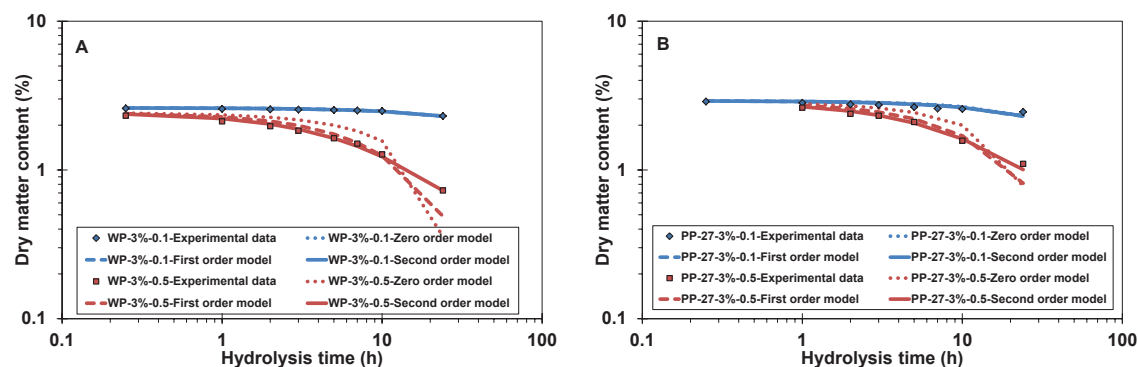 A
Dry matter content (%)
10
1
0.1
WP-3%-0.1-Experimental data
WP-3%-0.1-Zero order model
WP-3%-0.1-First order model
WP-3%-0.1-Second order model
WP-3%-0.5-Experimental data
WP-3%-0.5-Zero order model
WP-3%-0.5-First order model
WP-3%-0.5-Second order model
0.1
1
10
100
Hydrolysis time (h)
B
Dry matter content (%)
10
1
0.1
PP-27-3%-0.1-Experimental data
PP-27-3%-0.1-Zero order model
PP-27-3%-0.1-First order model
PP-27-3%-0.1-Second order model
PP-27-3%-0.5-Experimental data
PP-27-3%-0.5-Zero order model
PP-27-3%-0.5-First order model
PP-27-3%-0.5-Second order model
0.1
1
10
100
Hydrolysis time (h)